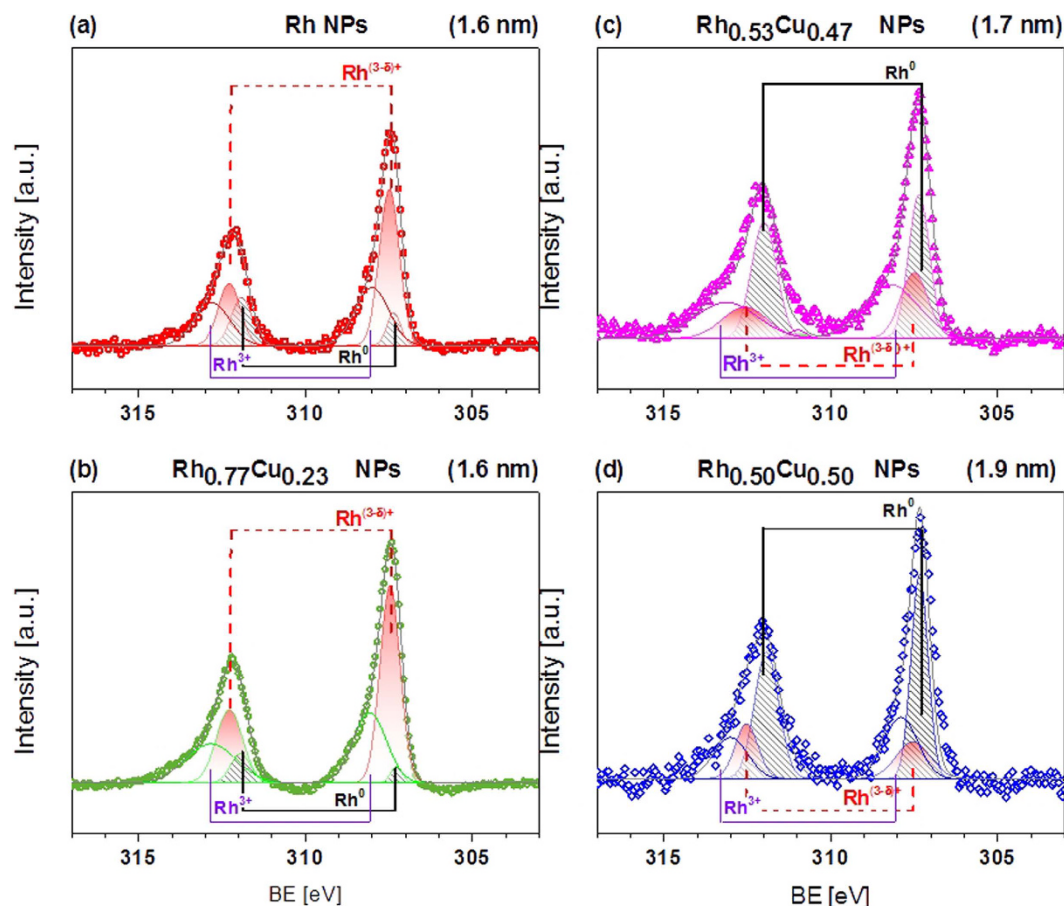 (a) Rh NPs (1.6 nm)
Rh(3-δ)+
Intensity [a.u.]
Rh3+
Rh0
315 310 305
(c) Rh0.53Cu0.47 NPs (1.7 nm)
Rh0
Intensity [a.u.]
Rh3+
Rh(3-δ)+
315 310 305
(b) Rh0.77Cu0.23 NPs (1.6 nm)
Rh(3-δ)+
Intensity [a.u.]
Rh3+
Rh0
315 310 305
BE [eV]
(d) Rh0.50Cu0.50 NPs (1.9 nm)
Rh0
Intensity [a.u.]
Rh3+
Rh(3-δ)+
315 310 305
BE [eV]